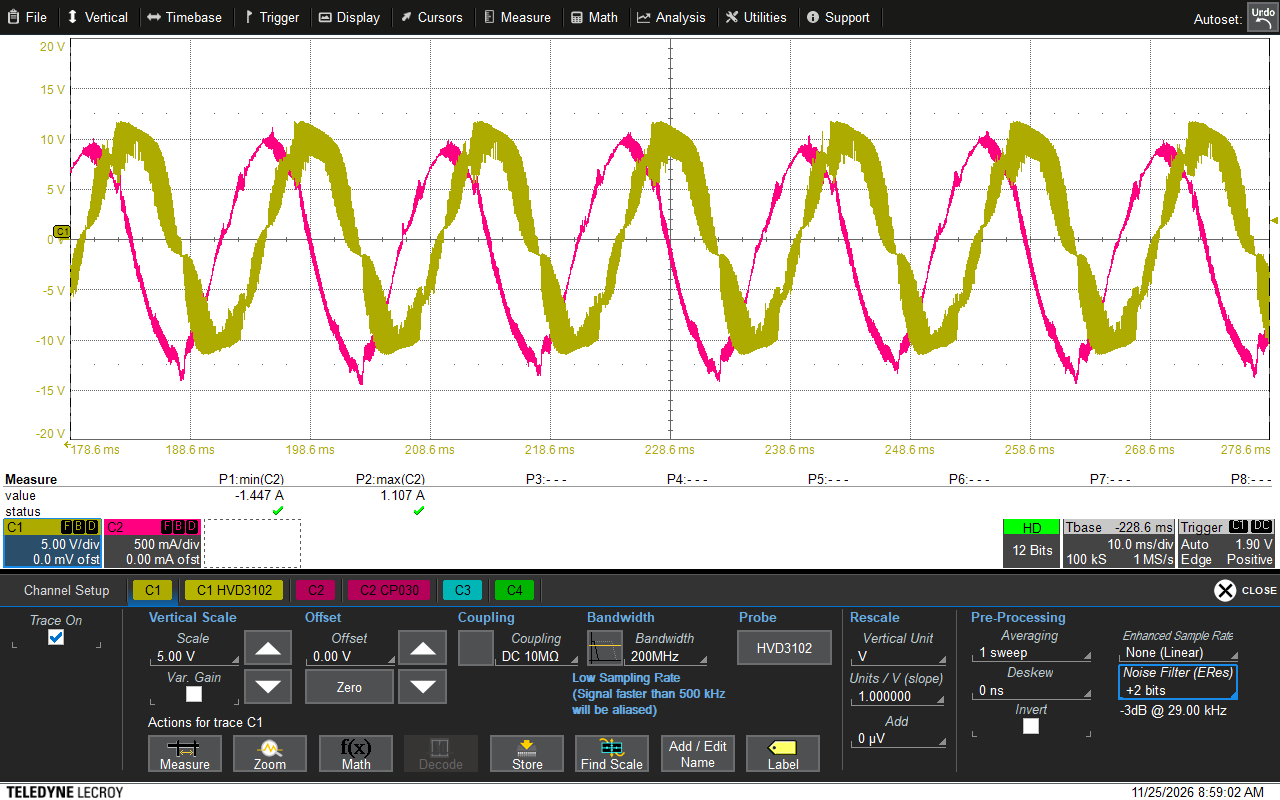 File Vertical Timebase Trigger Display Cursors Measure Math Analysis Utilities Support Autoset: Undo
20 V
15 V
10 V
5 V
C1
0 V
-5 V
-10 V
-15 V
-20 V
178.6 ms 188.6 ms 198.6 ms 208.6 ms 218.6 ms 228.6 ms 238.6 ms 248.6 ms 258.6 ms 268.6 ms 278.6 ms
Measure P1:min(C2) P2:max(C2) P3:- - - P4:- - - P5:- - - P6:- - - P7:- - - P8:- - -
value -1.447 A 1.107 A
status
C1 F B D C2 F B D HD Tbase -228.6 ms Trigger C1 DC
5.00 V/div 500 mA/div 12 Bits 10.0 ms/div Auto 1.90 V
0.0 mV ofst 0.00 mA ofst 100 kS 1 MS/s Edge Positive
Channel Setup C1 C1 HVD3102 C2 C2 CP030 C3 C4 CLOSE
Trace On Vertical Scale Offset Coupling Bandwidth Probe Rescale Pre-Processing
Scale Offset Coupling Bandwidth HVD3102 Vertical Unit Averaging Enhanced Sample Rate
5.00 V 0.00 V DC 10MΩ 200MHz V 1 sweep None (Linear)
Var. Gain Zero Low Sampling Rate Units / V (slope) Deskew Noise Filter (ERes)
(Signal faster than 500 kHz 1.000000 0 ns +2 bits
will be aliased) Invert -3dB @ 29.00 kHz
Actions for trace C1 Add
0 µV
Measure Zoom f(x) Math Decode Store Find Scale Add / Edit Name Label
TELEDYNE LECROY 11/25/2026 8:59:02 AM